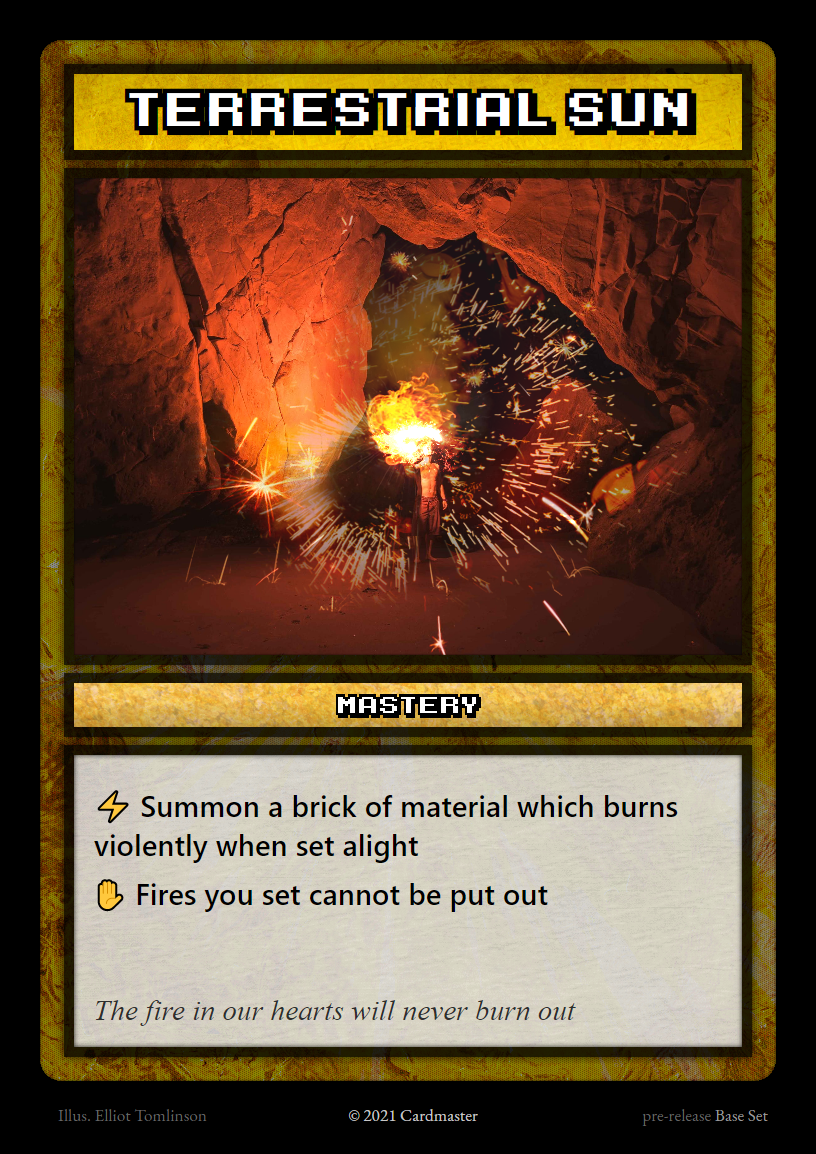 TERRESTRIAL SUN
MASTERY
⚡ Summon a brick of material which burns
violently when set alight
✋ Fires you set cannot be put out
The fire in our hearts will never burn out
Illus. Elliot Tomlinson © 2021 Cardmaster pre-release Base Set